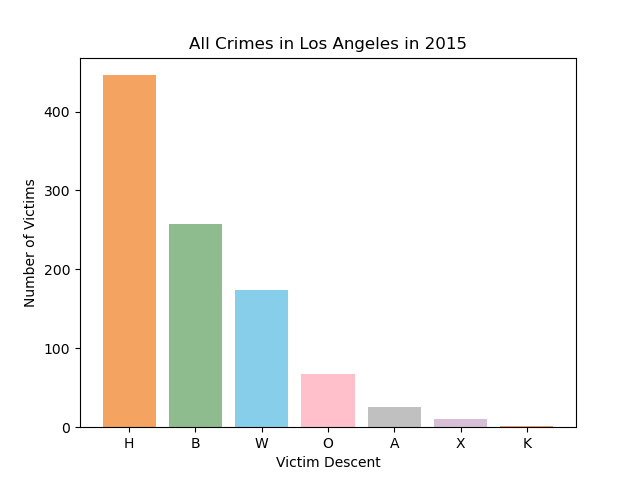 All Crimes in Los Angeles in 2015
Number of Victims
400
300
200
100
0
H B W O A X K
Victim Descent